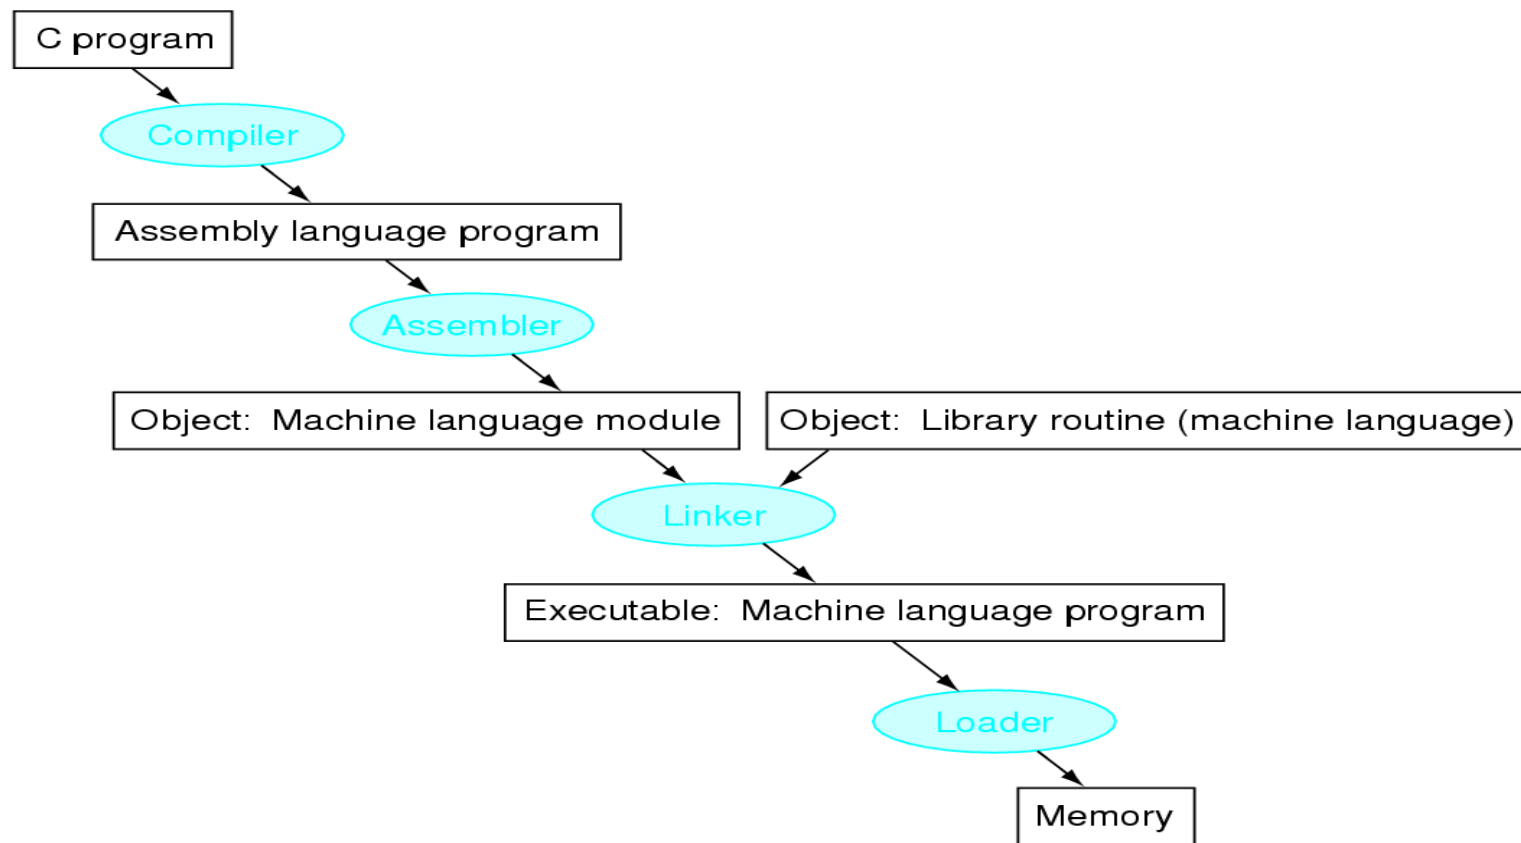 C program
Compiler
Assembly language program
Assembler
Object: Machine language module
Object: Library routine (machine language)
Linker
Executable: Machine language program
Loader
Memory